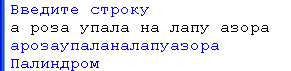 Введите строку
а роза упала на лапу азора
арозаупаланалапуазора
Палиндром